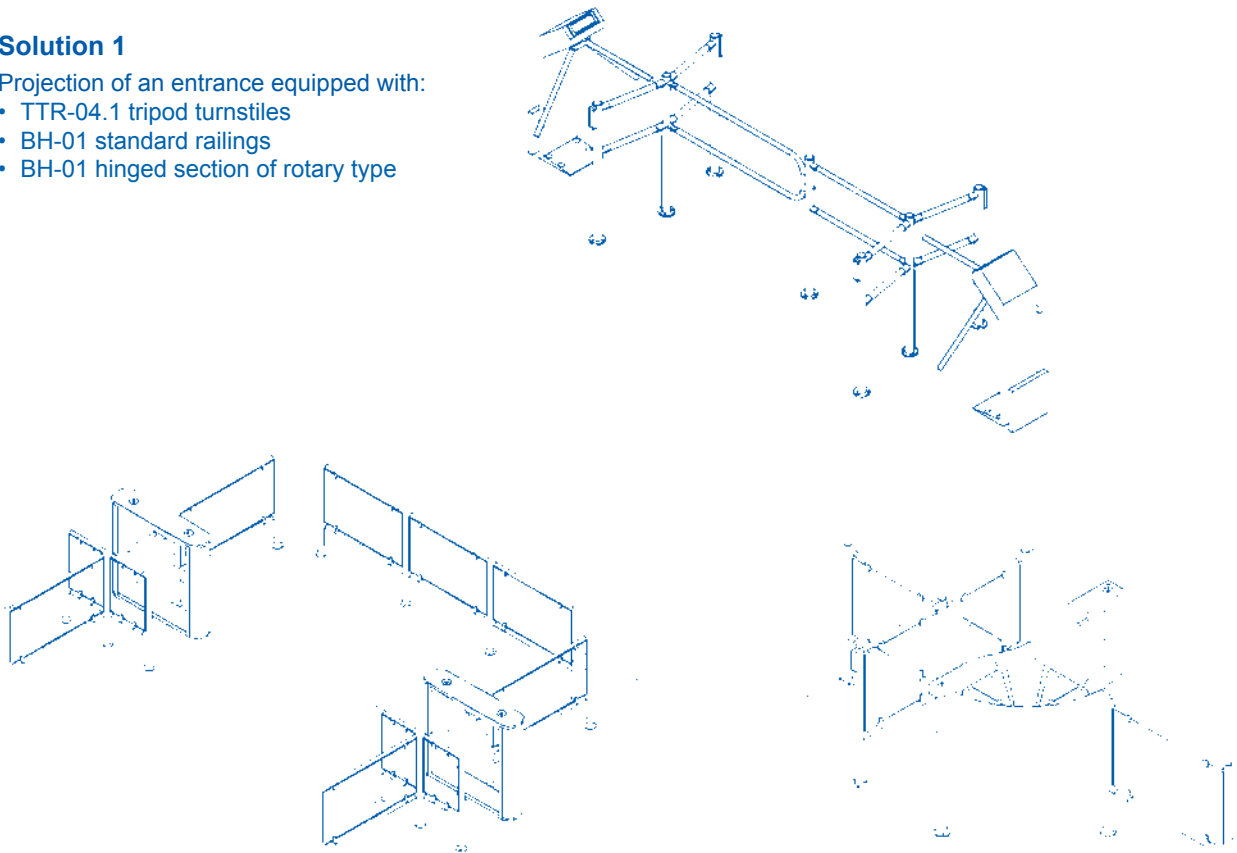 Solution 1
Projection of an entrance equipped with:
• TTR-04.1 tripod turnstiles
• BH-01 standard railings
• BH-01 hinged section of rotary type